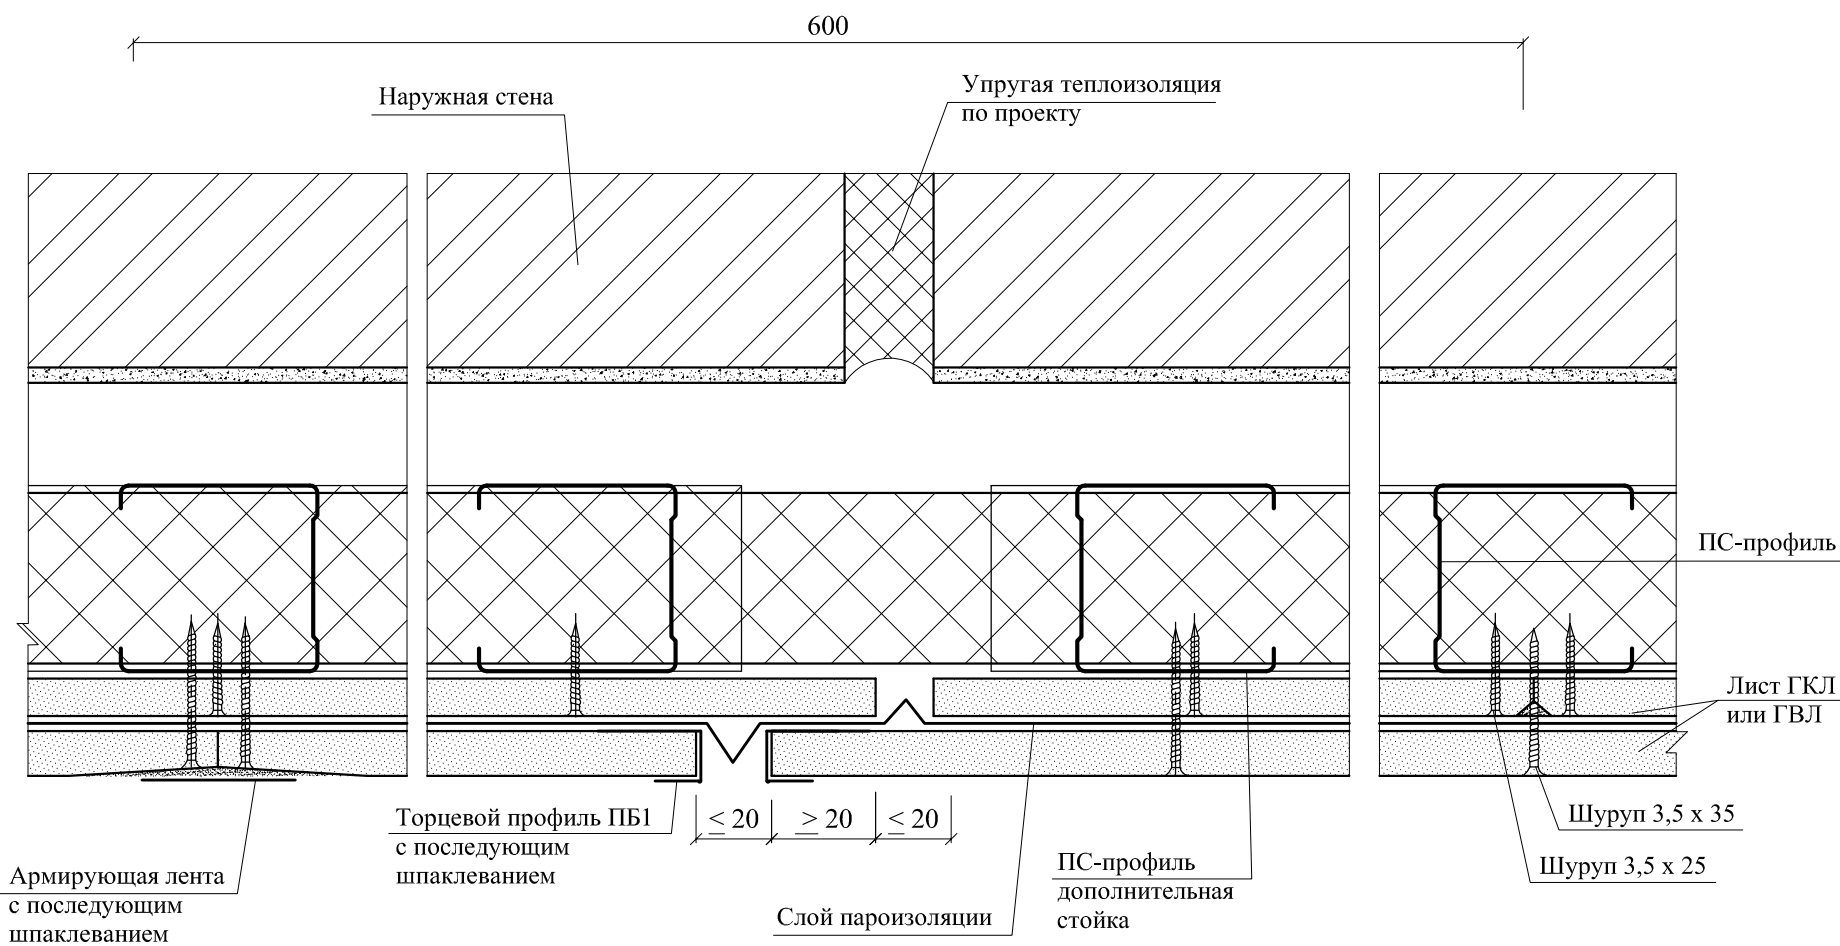 600
Наружная стена
Упругая теплоизоляция
по проекту
ПС-профиль
Лист ГКЛ
или ГВЛ
Шуруп 3,5 x 35
Шуруп 3,5 x 25
≤ 20
≥ 20
≤ 20
Торцевой профиль ПБ1
с последующим
шпаклеванием
ПС-профиль
дополнительная
стойка
Армирующая лента
с последующим
шпаклеванием
Слой пароизоляции